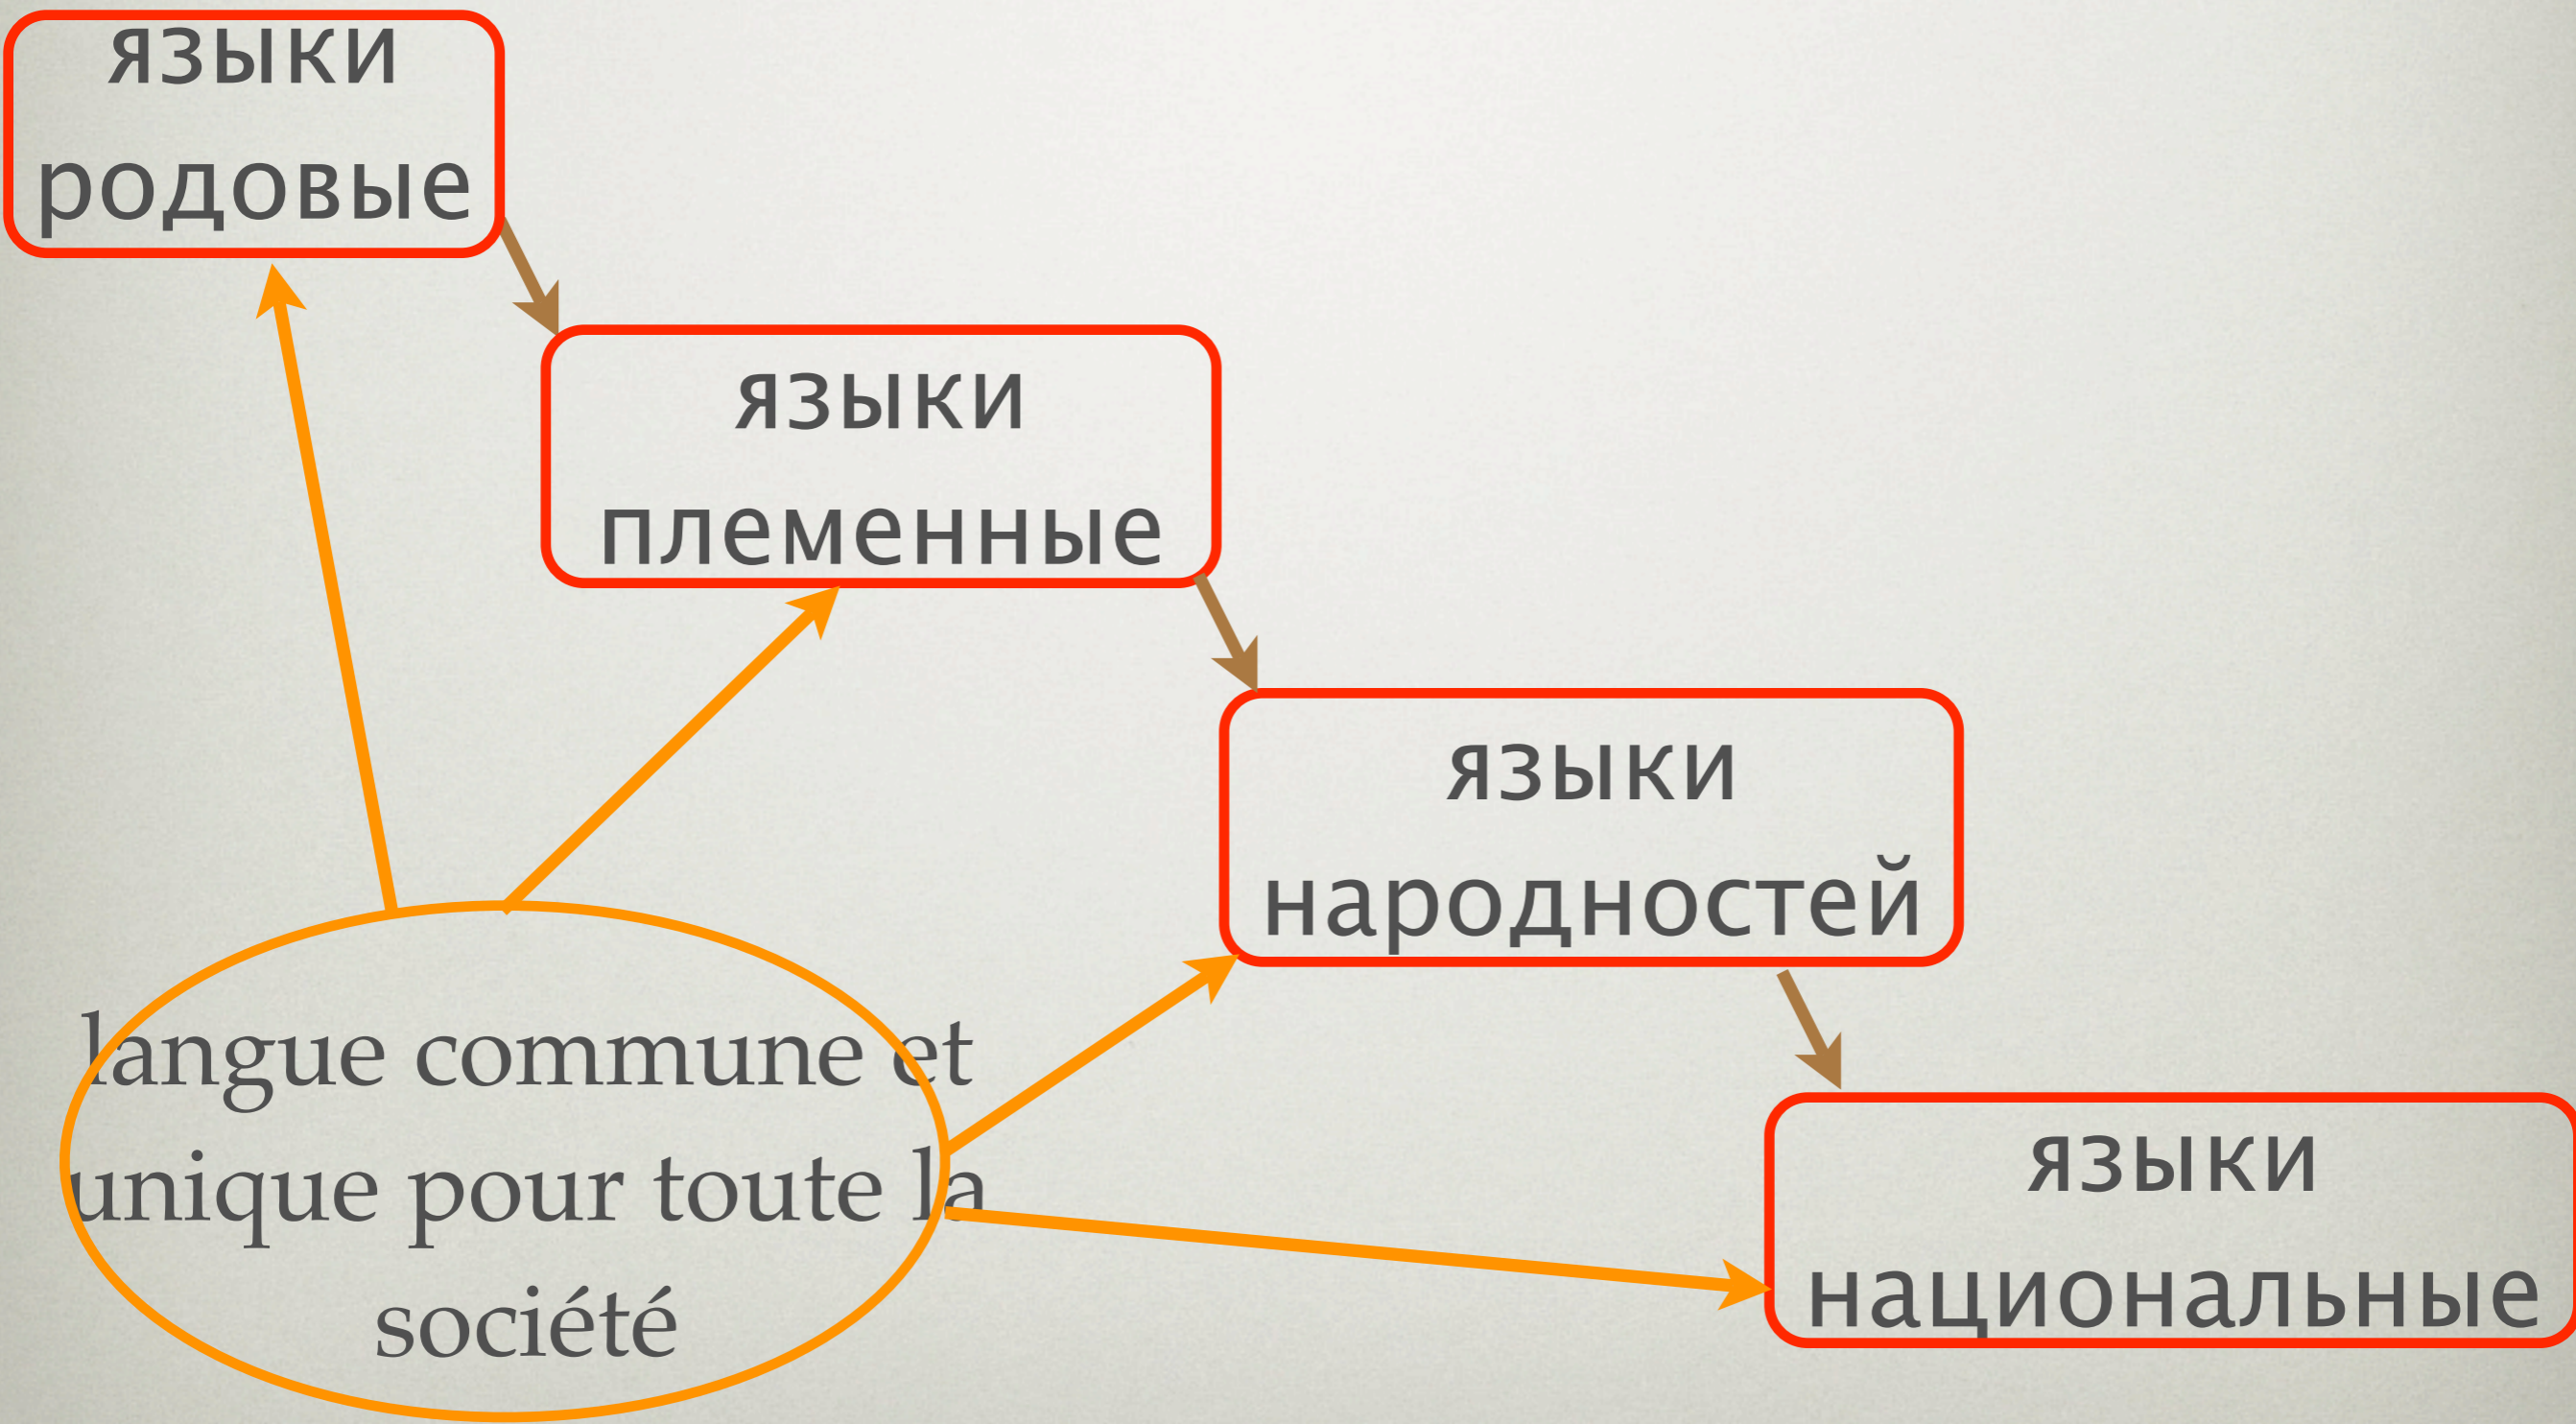 языки
родовые
языки
племенные
языки
народностей
langue commune et
unique pour toute la
société
языки
национальные